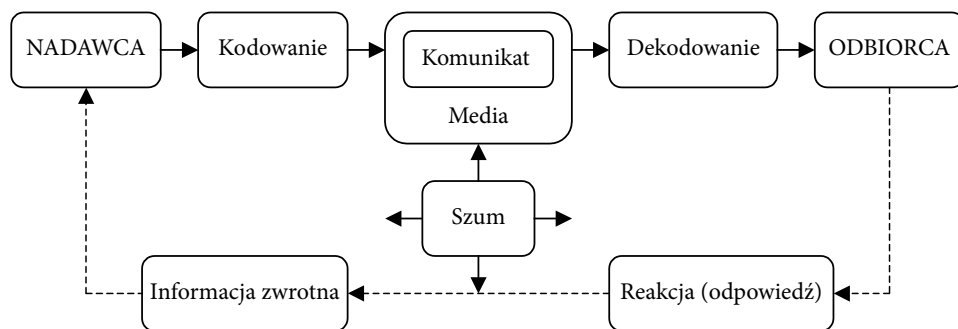 NADAWCA
Kodowanie
Komunikat
Media
Dekodowanie
ODBIORCA
Szum
Informacja zwrotna
Reakcja (odpowiedź)